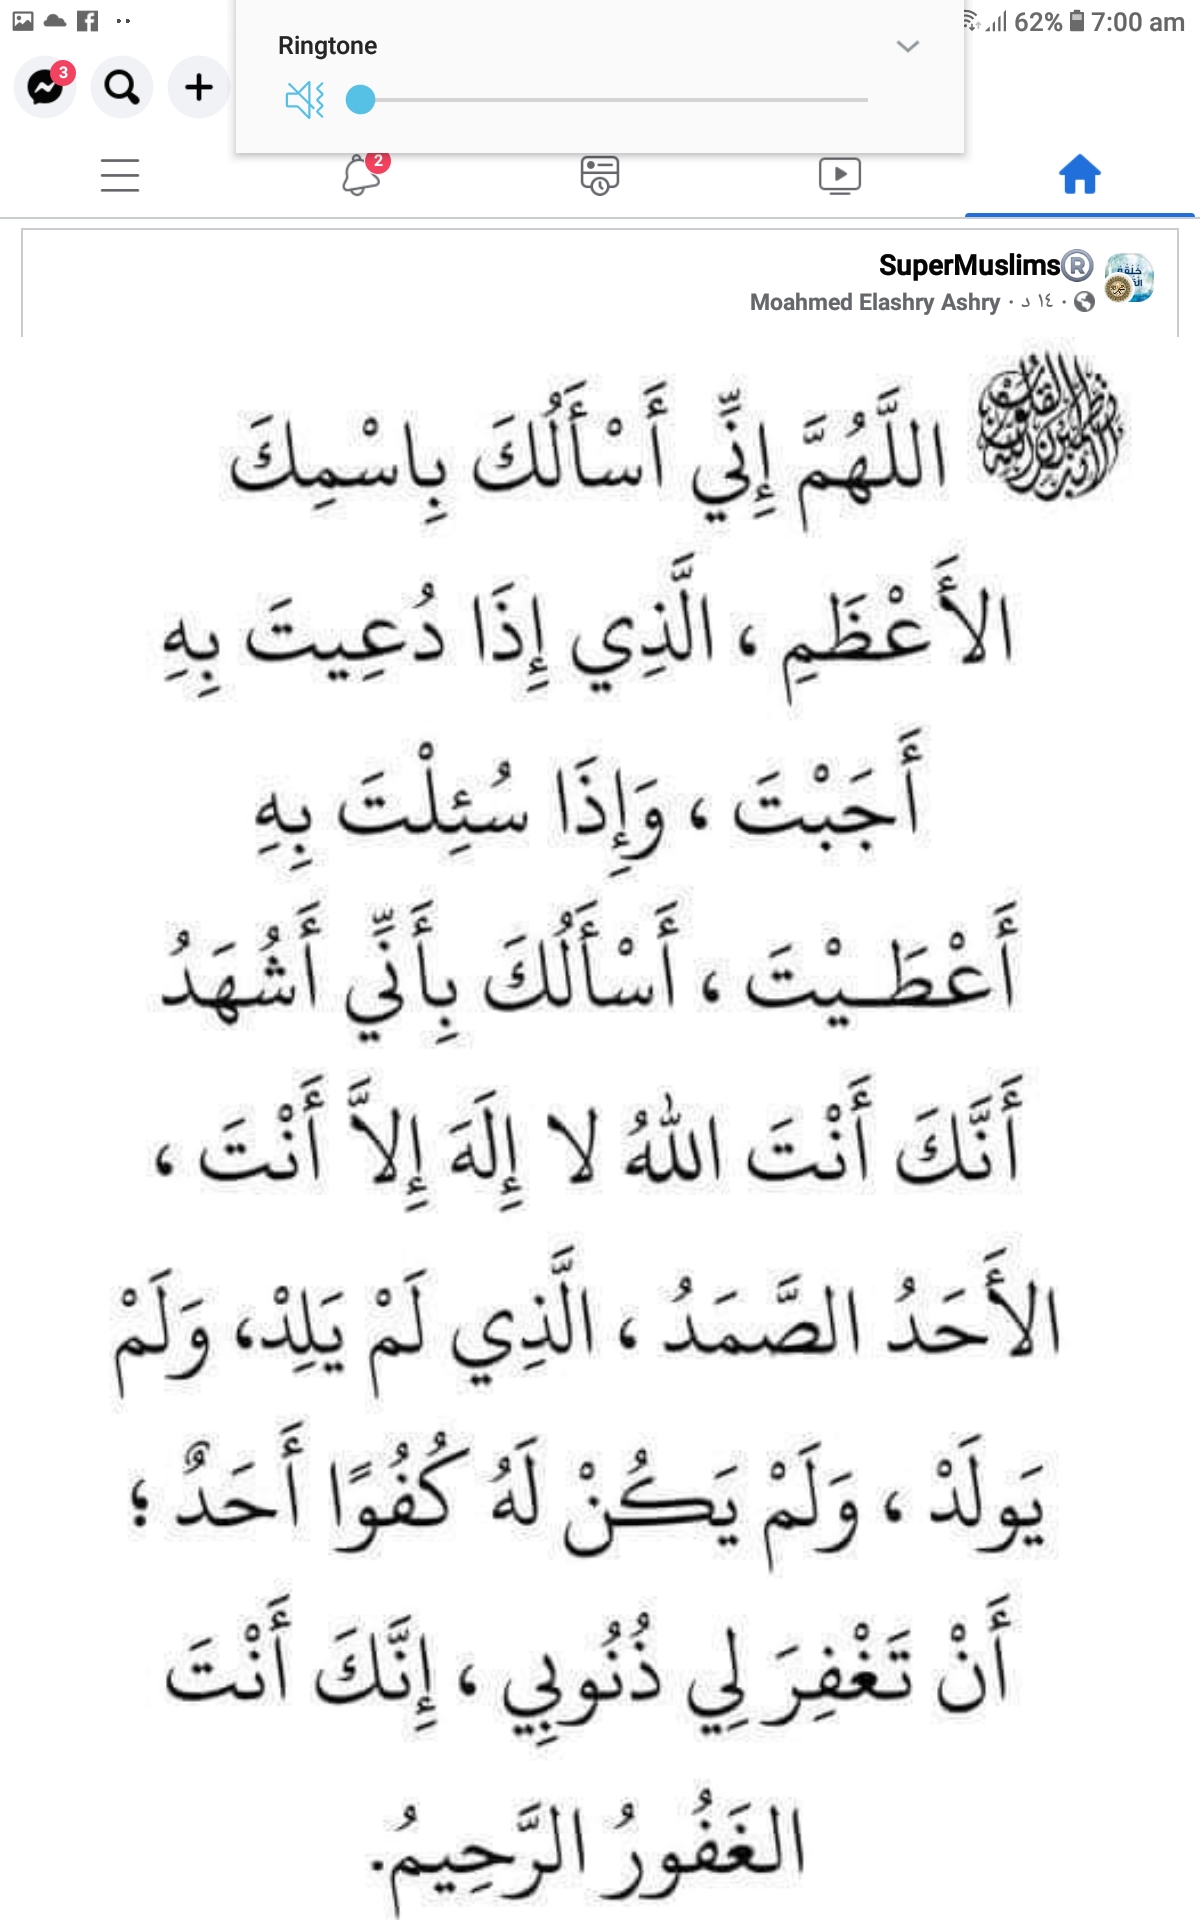 62% 7:00 am
Ringtone
3
2
SuperMuslims®
Moahmed Elashry Ashry · ١٤ د ·
اللَّهُمَّ إِنِّي أَسْأَلُكَ بِاسْمِكَ
الأَعْظَمِ ، الَّذِي إِذَا دُعِيتَ بِهِ
أَجَبْتَ ، وَإِذَا سُئِلْتَ بِهِ
أَعْطَيْتَ ، أَسْأَلُكَ بِأَنِّي أَشْهَدُ
أَنَّكَ أَنْتَ اللهُ لا إِلَهَ إِلاَّ أَنْتَ ،
الأَحَدُ الصَّمَدُ ، الَّذِي لَمْ يَلِدْ، وَلَمْ
يَولَدْ ، وَلَمْ يَكُنْ لَهُ كُفُوًا أَحَدٌ ؛
أَنْ تَغْفِرَ لِي ذُنُوبِي ، إِنَّكَ أَنْتَ
الغَفُورُ الرَّحِيمُ.